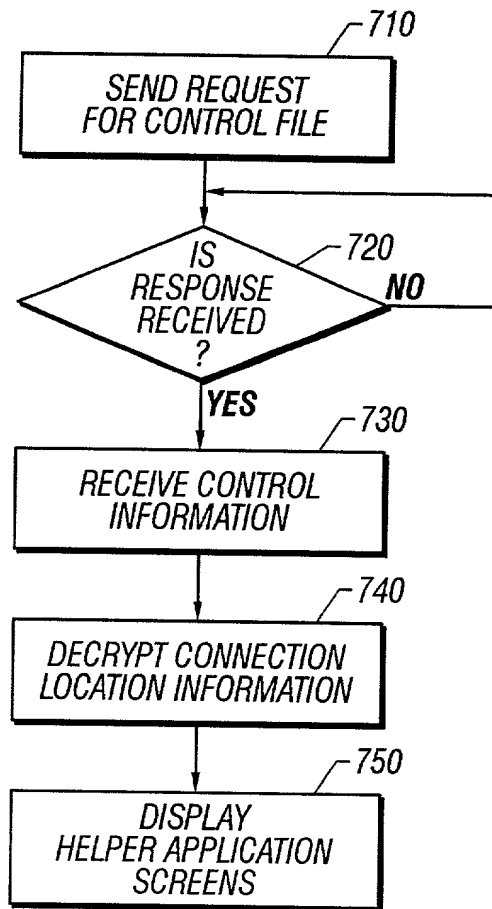 710
SEND REQUEST
FOR CONTROL FILE
720
IS
RESPONSE
RECEIVED
?
NO
YES
730
RECEIVE CONTROL
INFORMATION
740
DECRYPT CONNECTION
LOCATION INFORMATION
750
DISPLAY
HELPER APPLICATION
SCREENS